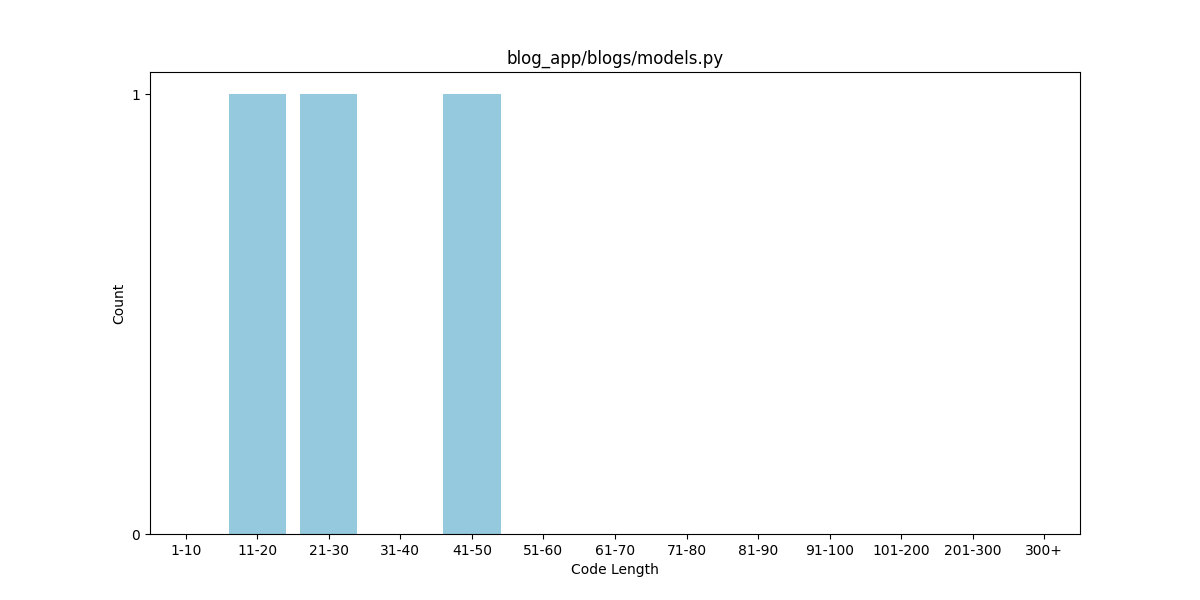 blog_app/blogs/models.py
1
Count
0
1-10 11-20 21-30 31-40 41-50 51-60 61-70 71-80 81-90 91-100 101-200 201-300 300+
Code Length